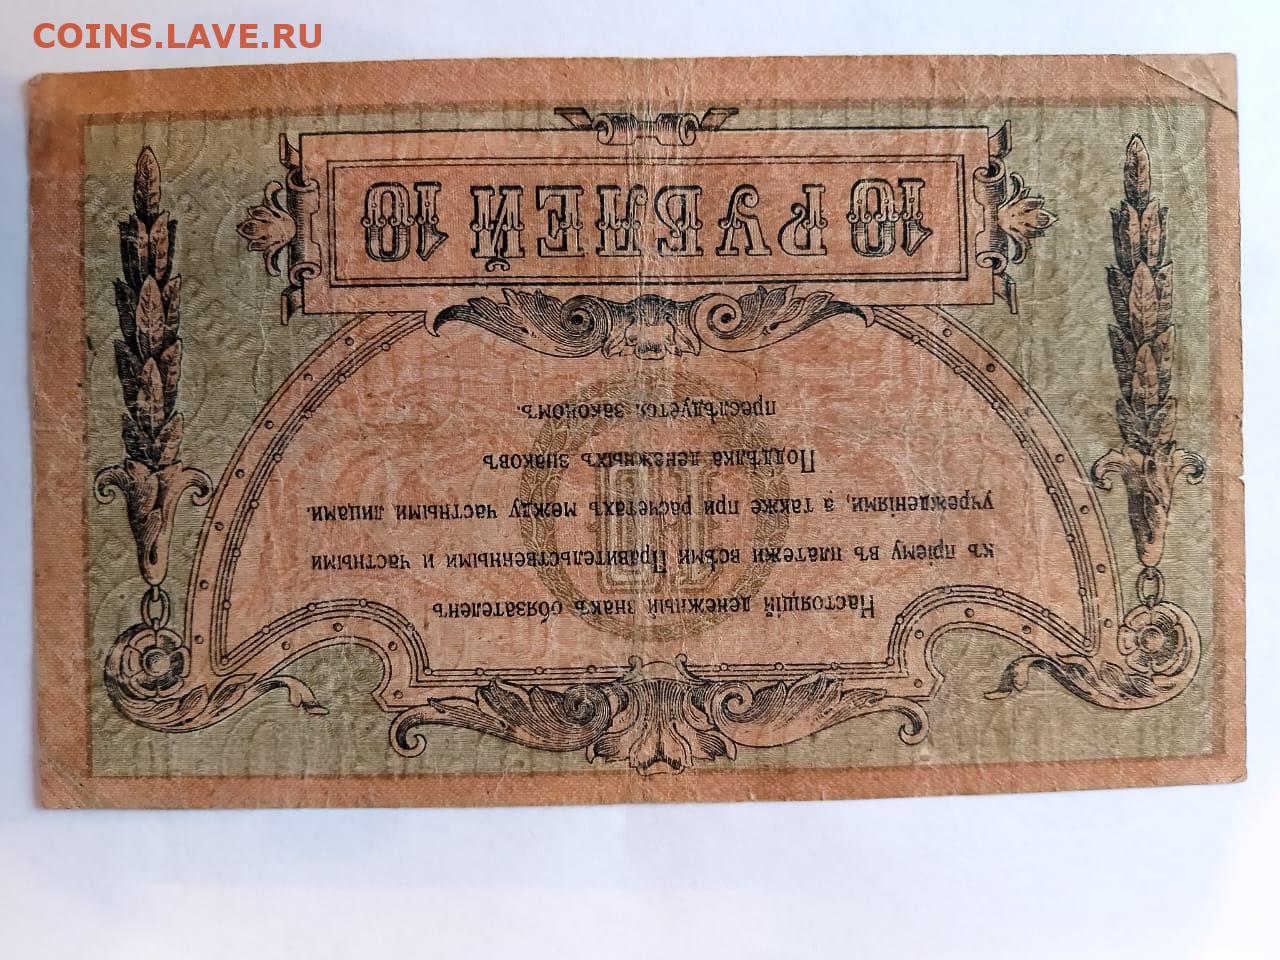 COINS.LAVE.RU
Настоящій денежный знакъ обязателенъ
къ пріему въ платежи всѣми Правительственными и частными
учрежденіями, а также при расчетахъ между частными лицами.
Поддѣлка денежныхъ знаковъ
преслѣдуется закономъ.
10
10 РУБЛЕЙ 10